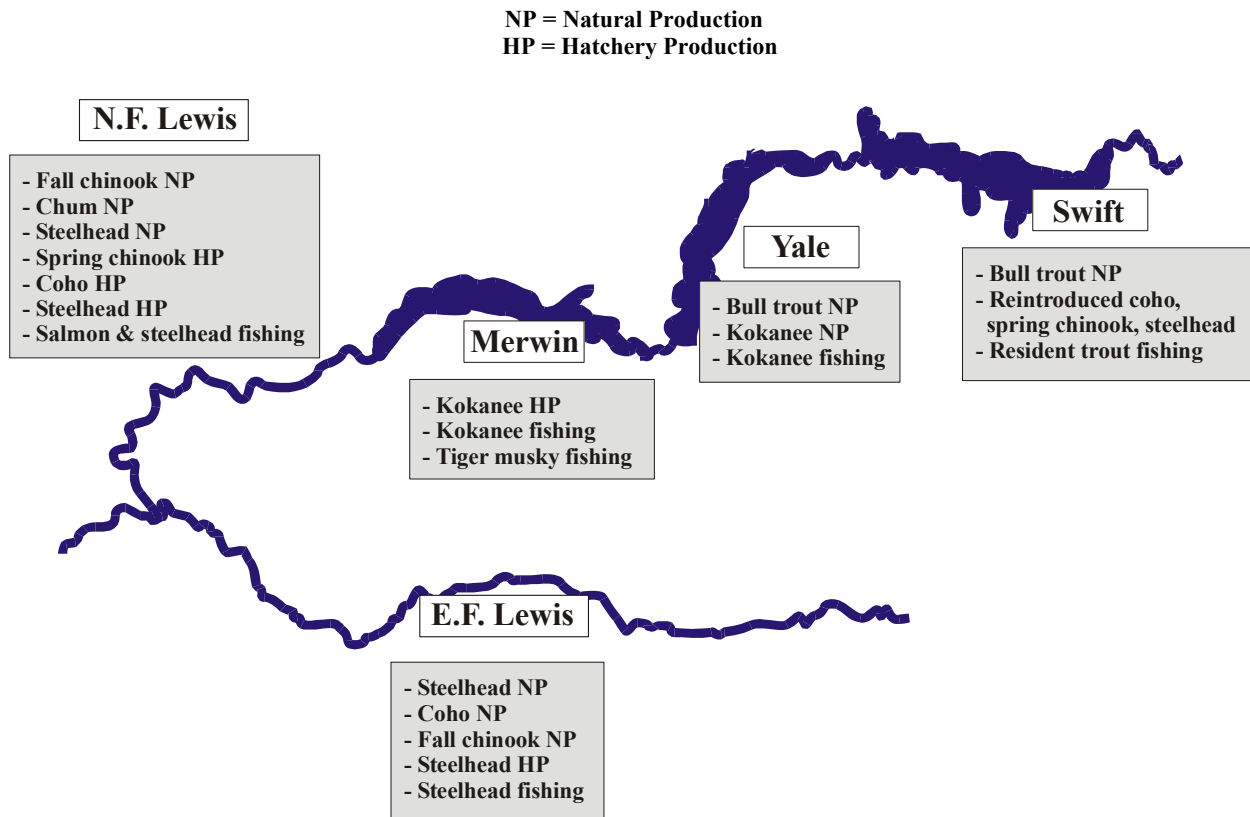 NP = Natural Production
HP = Hatchery Production
N.F. Lewis
- Fall chinook NP
- Chum NP
- Steelhead NP
- Spring chinook HP
- Coho HP
- Steelhead HP
- Salmon & steelhead fishing
Merwin
- Kokanee HP
- Kokanee fishing
- Tiger musky fishing
Yale
- Bull trout NP
- Kokanee NP
- Kokanee fishing
Swift
- Bull trout NP
- Reintroduced coho,
spring chinook, steelhead
- Resident trout fishing
E.F. Lewis
- Steelhead NP
- Coho NP
- Fall chinook NP
- Steelhead HP
- Steelhead fishing